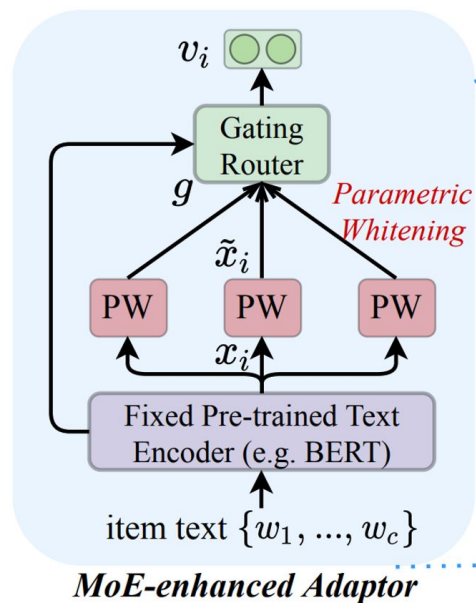 v_i
Gating
Router
g
Parametric
Whitening
x̃_i
PW PW PW
x_i
Fixed Pre-trained Text
Encoder (e.g. BERT)
item text {w_1, ..., w_c}
MoE-enhanced Adaptor